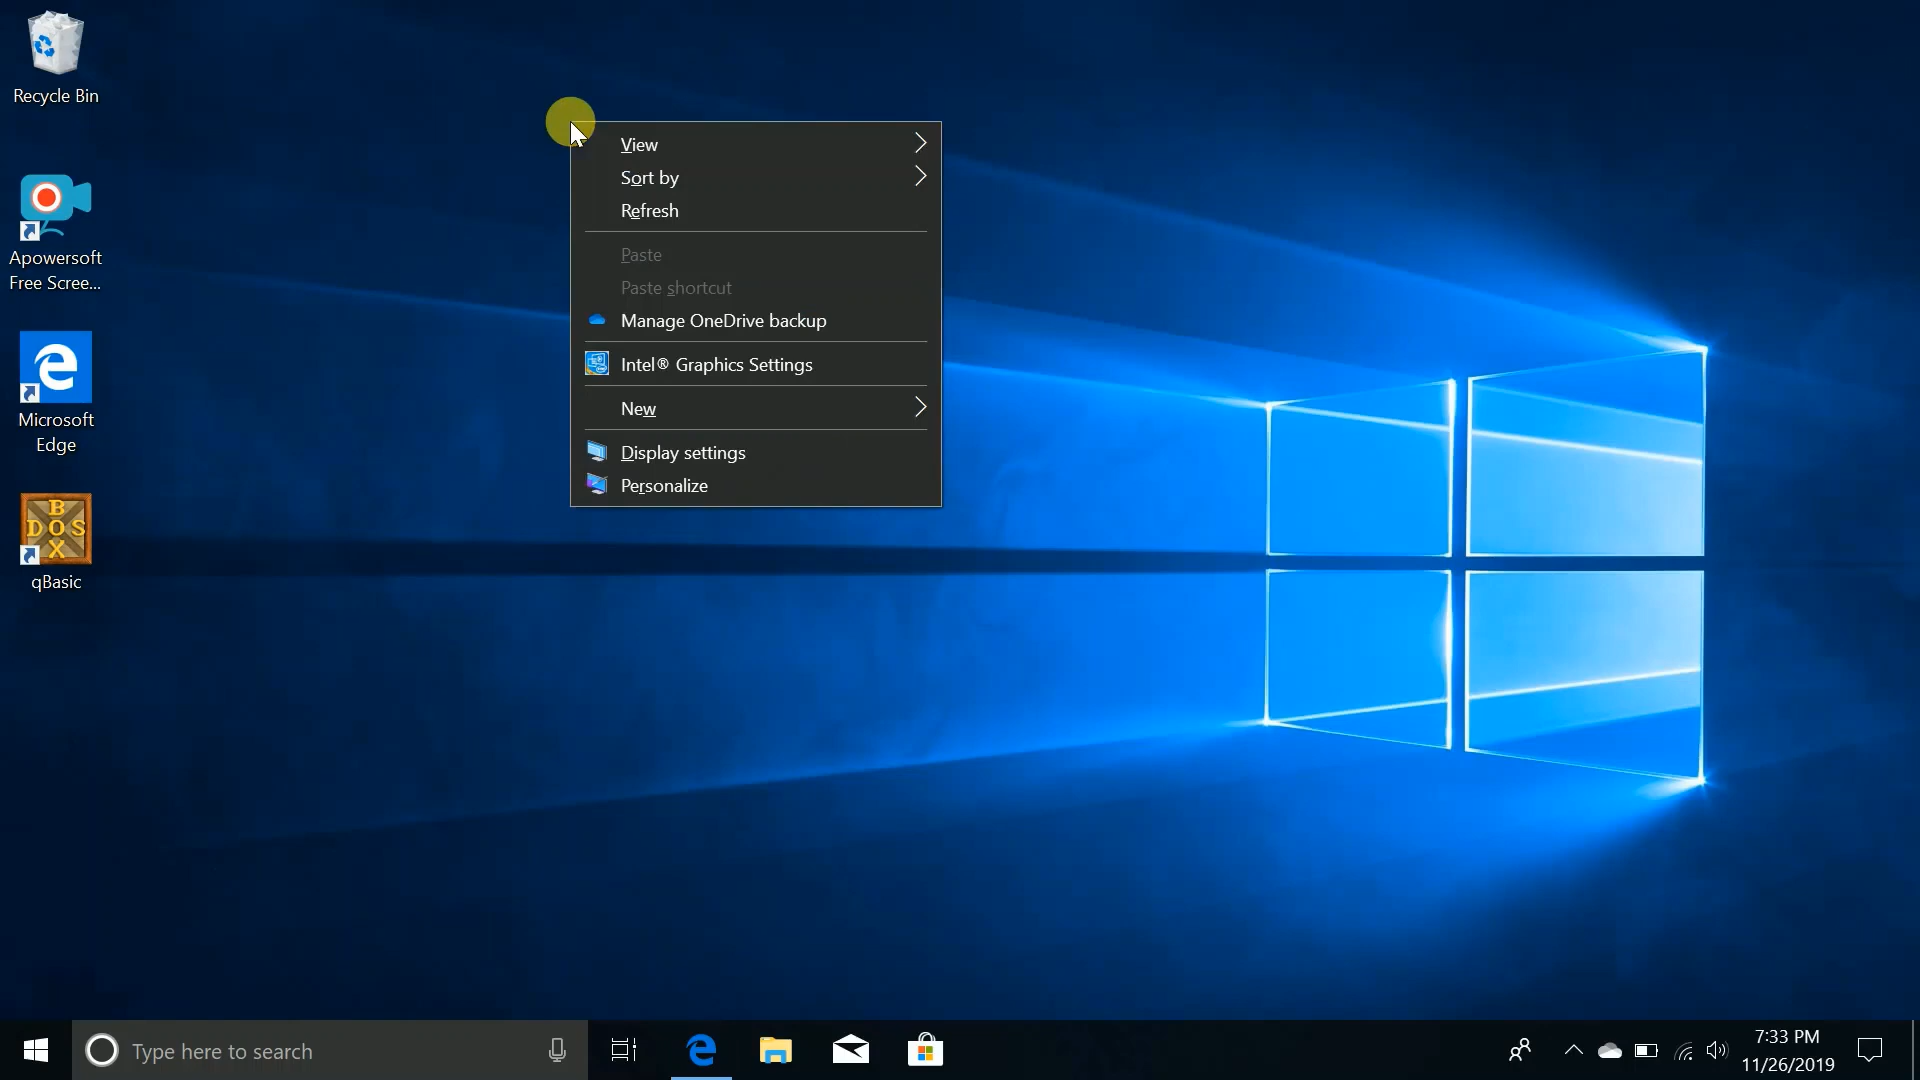 Recycle Bin
Apowersoft
Free Scree...
Microsoft
Edge
B
DOS
X
qBasic
View
Sort by
Refresh
Paste
Paste shortcut
Manage OneDrive backup
Intel® Graphics Settings
New
Display settings
Personalize
Type here to search
7:33 PM
11/26/2019